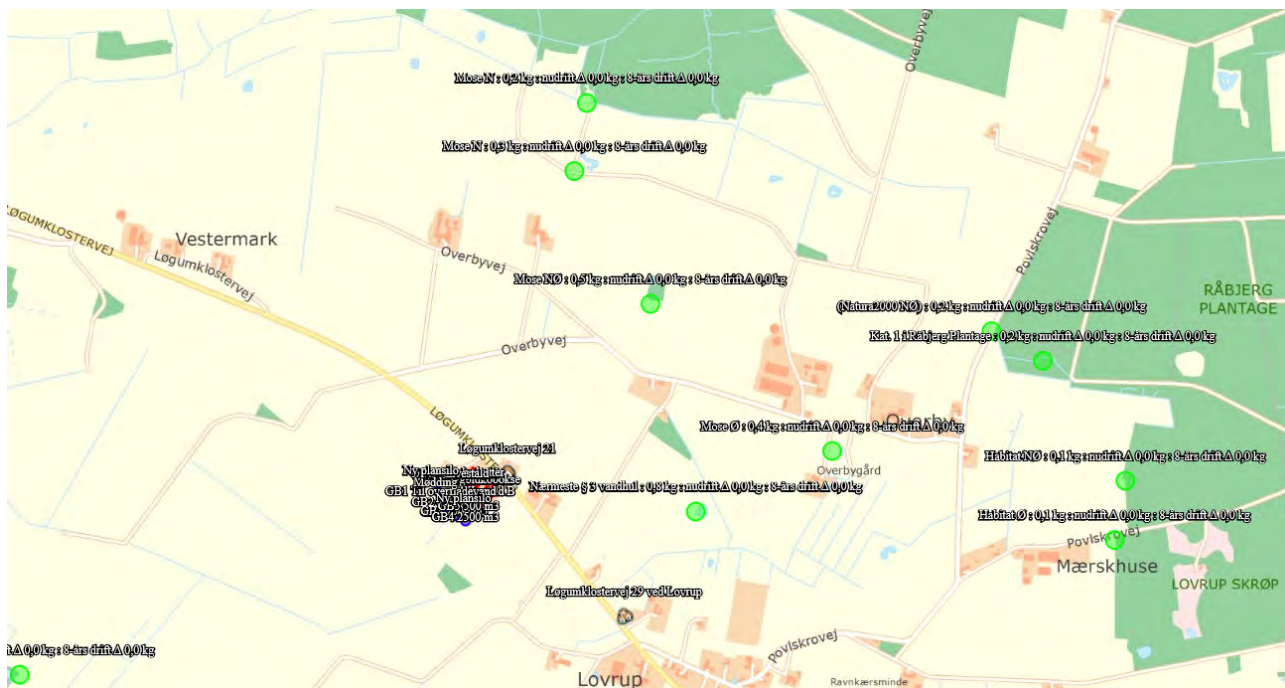 Mose N : 0,2 kg : nudrift Δ 0,0 kg : 8-års drift Δ 0,0 kg
Overbyvej
Mose N : 0,3 kg : nudrift Δ 0,0 kg : 8-års drift Δ 0,0 kg
LØGUMKLOSTERVEJ
Vestermark
Løgumklostervej
Overbyvej
Povlskrovej
Mose NØ : 0,5 kg : nudrift Δ 0,0 kg : 8-års drift Δ 0,0 kg
RÅBJERG
PLANTAGE
(Natura2000 NØ) : 0,2 kg : nudrift Δ 0,0 kg : 8-års drift Δ 0,0 kg
Kat. 1 i Råbjerg Plantage : 0,2 kg : nudrift Δ 0,0 kg : 8-års drift Δ 0,0 kg
Overbyvej
Overby
Mose Ø : 0,4 kg : nudrift Δ 0,0 kg : 8-års drift Δ 0,0 kg
Løgumklostervej 21
Habitat NØ : 0,1 kg : nudrift Δ 0,0 kg : 8-års drift Δ 0,0 kg
Overbygård
Ny plansilo
Mødding
Nærmeste § 3 vandhul : 0,8 kg : nudrift Δ 0,0 kg : 8-års drift Δ 0,0 kg
GB1
Ny plansilo
GB3 500 m3
GB4 2500 m3
Habitat Ø : 0,1 kg : nudrift Δ 0,0 kg : 8-års drift Δ 0,0 kg
Povlskrovej
Mærskhuse
LOVRUP SKRØP
Løgumklostervej 29 ved Lovrup
Δ 0,0 kg : 8-års drift Δ 0,0 kg
Povlskrovej
Lovrup
Ravnkærsminde